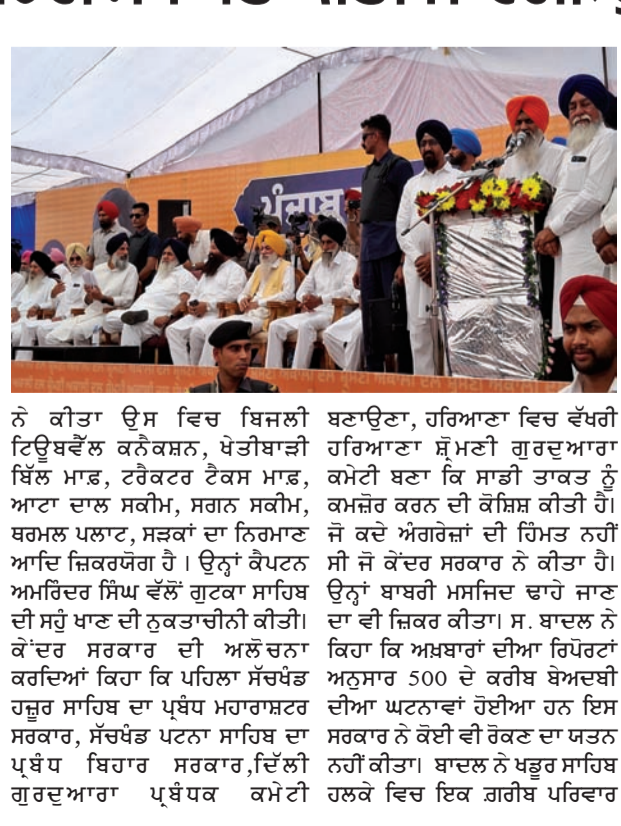 ਪੰਜਾਬ
ਨੇ ਕੀਤਾ ਉਸ ਵਿਚ ਬਿਜਲੀ
ਟਿਊਬਵੈੱਲ ਕਨੈਕਸ਼ਨ, ਖੇਤੀਬਾੜੀ
ਬਿੱਲ ਮਾਫ਼, ਟਰੈਕਟਰ ਟੈਕਸ ਮਾਫ਼,
ਆਟਾ ਦਾਲ ਸਕੀਮ, ਸਗਨ ਸਕੀਮ,
ਥਰਮਲ ਪਲਾਟ, ਸੜਕਾਂ ਦਾ ਨਿਰਮਾਣ
ਆਦਿ ਜ਼ਿਕਰਯੋਗ ਹੈ । ਉਨ੍ਹਾਂ ਕੈਪਟਨ
ਅਮਰਿੰਦਰ ਸਿੰਘ ਵੱਲੋਂ ਗੁਟਕਾ ਸਾਹਿਬ
ਦੀ ਸਹੁੰ ਖਾਣ ਦੀ ਨੁਕਤਾਚੀਨੀ ਕੀਤੀ।
ਕੇਂਦਰ ਸਰਕਾਰ ਦੀ ਅਲੋਚਨਾ
ਕਰਦਿਆਂ ਕਿਹਾ ਕਿ ਪਹਿਲਾ ਸੱਚਖੰਡ
ਹਜ਼ੂਰ ਸਾਹਿਬ ਦਾ ਪ੍ਰਬੰਧ ਮਹਾਰਾਸ਼ਟਰ
ਸਰਕਾਰ, ਸੱਚਖੰਡ ਪਟਨਾ ਸਾਹਿਬ ਦਾ
ਪ੍ਰਬੰਧ ਬਿਹਾਰ ਸਰਕਾਰ,ਦਿੱਲੀ
ਗੁਰਦੁਆਰਾ ਪ੍ਰਬੰਧਕ ਕਮੇਟੀ
ਬਣਾਉਣਾ, ਹਰਿਆਣਾ ਵਿਚ ਵੱਖਰੀ
ਹਰਿਆਣਾ ਸ਼੍ਰੋਮਣੀ ਗੁਰਦੁਆਰਾ
ਕਮੇਟੀ ਬਣਾ ਕਿ ਸਾਡੀ ਤਾਕਤ ਨੂੰ
ਕਮਜ਼ੋਰ ਕਰਨ ਦੀ ਕੋਸ਼ਿਸ਼ ਕੀਤੀ ਹੈ।
ਜੋ ਕਦੇ ਅੰਗਰੇਜ਼ਾਂ ਦੀ ਹਿੰਮਤ ਨਹੀਂ
ਸੀ ਜੋ ਕੇਂਦਰ ਸਰਕਾਰ ਨੇ ਕੀਤਾ ਹੈ।
ਉਨ੍ਹਾਂ ਬਾਬਰੀ ਮਸਜਿਦ ਢਾਹੇ ਜਾਣ
ਦਾ ਵੀ ਜ਼ਿਕਰ ਕੀਤਾ। ਸ. ਬਾਦਲ ਨੇ
ਕਿਹਾ ਕਿ ਅਖ਼ਬਾਰਾਂ ਦੀਆ ਰਿਪੋਰਟਾਂ
ਅਨੁਸਾਰ 500 ਦੇ ਕਰੀਬ ਬੇਅਦਬੀ
ਦੀਆ ਘਟਨਾਵਾਂ ਹੋਈਆ ਹਨ ਇਸ
ਸਰਕਾਰ ਨੇ ਕੋਈ ਵੀ ਰੋਕਣ ਦਾ ਯਤਨ
ਨਹੀਂ ਕੀਤਾ। ਬਾਦਲ ਨੇ ਖਡੂਰ ਸਾਹਿਬ
ਹਲਕੇ ਵਿਚ ਇਕ ਗ਼ਰੀਬ ਪਰਿਵਾਰ